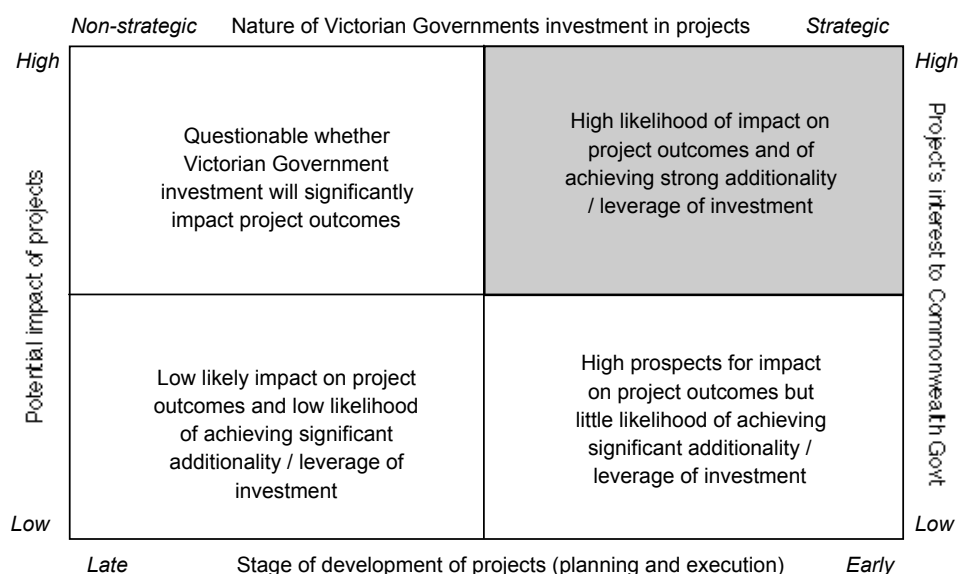 Non-strategic Nature of Victorian Governments investment in projects Strategic
High
High
Questionable whether
Victorian Government
investment will significantly
impact project outcomes
High likelihood of impact on
project outcomes and of
achieving strong additionality
/ leverage of investment
Potential impact of projects
Project's interest to Commonwealth Govt
Low likely impact on project
outcomes and low likelihood
of achieving significant
additionality / leverage of
investment
High prospects for impact
on project outcomes but
little likelihood of achieving
significant additionality /
leverage of investment
Low
Low
Late Stage of development of projects (planning and execution) Early